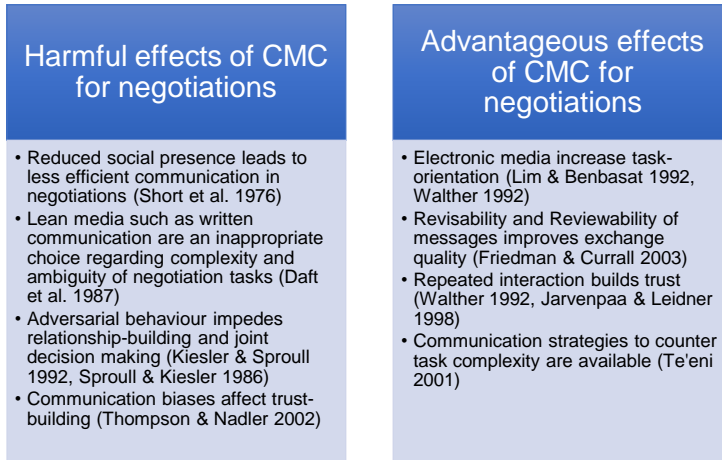 Harmful effects of CMC
for negotiations
• Reduced social presence leads to
less efficient communication in
negotiations (Short et al. 1976)
• Lean media such as written
communication are an inappropriate
choice regarding complexity and
ambiguity of negotiation tasks (Daft
et al. 1987)
• Adversarial behaviour impedes
relationship-building and joint
decision making (Kiesler & Sproull
1992, Sproull & Kiesler 1986)
• Communication biases affect trust-
building (Thompson & Nadler 2002)
Advantageous effects
of CMC for
negotiations
• Electronic media increase task-
orientation (Lim & Benbasat 1992,
Walther 1992)
• Revisability and Reviewability of
messages improves exchange
quality (Friedman & Currall 2003)
• Repeated interaction builds trust
(Walther 1992, Jarvenpaa & Leidner
1998)
• Communication strategies to counter
task complexity are available (Te'eni
2001)